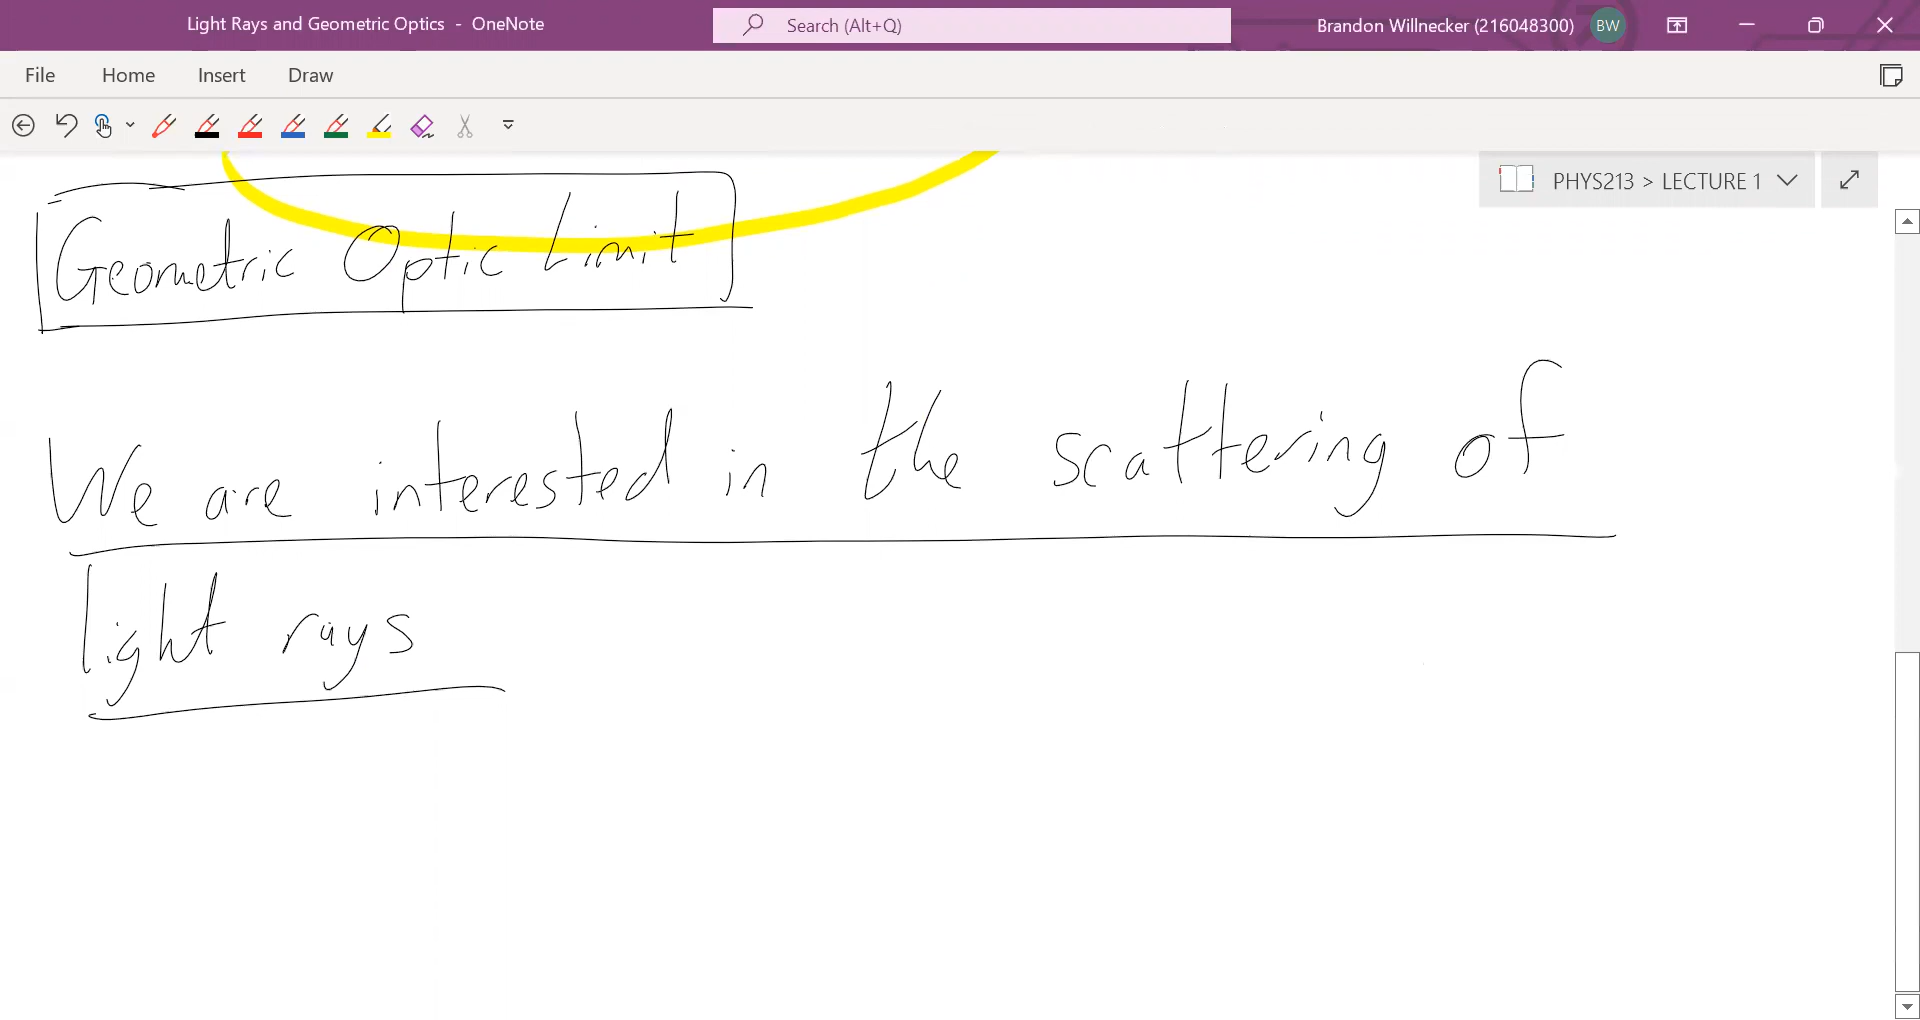 Light Rays and Geometric Optics - OneNote
Search (Alt+Q)
Brandon Willnecker (216048300)
BW
File Home Insert Draw
PHYS213 > LECTURE 1
Geometric Optic Limit
We are interested in the scattering of
light rays